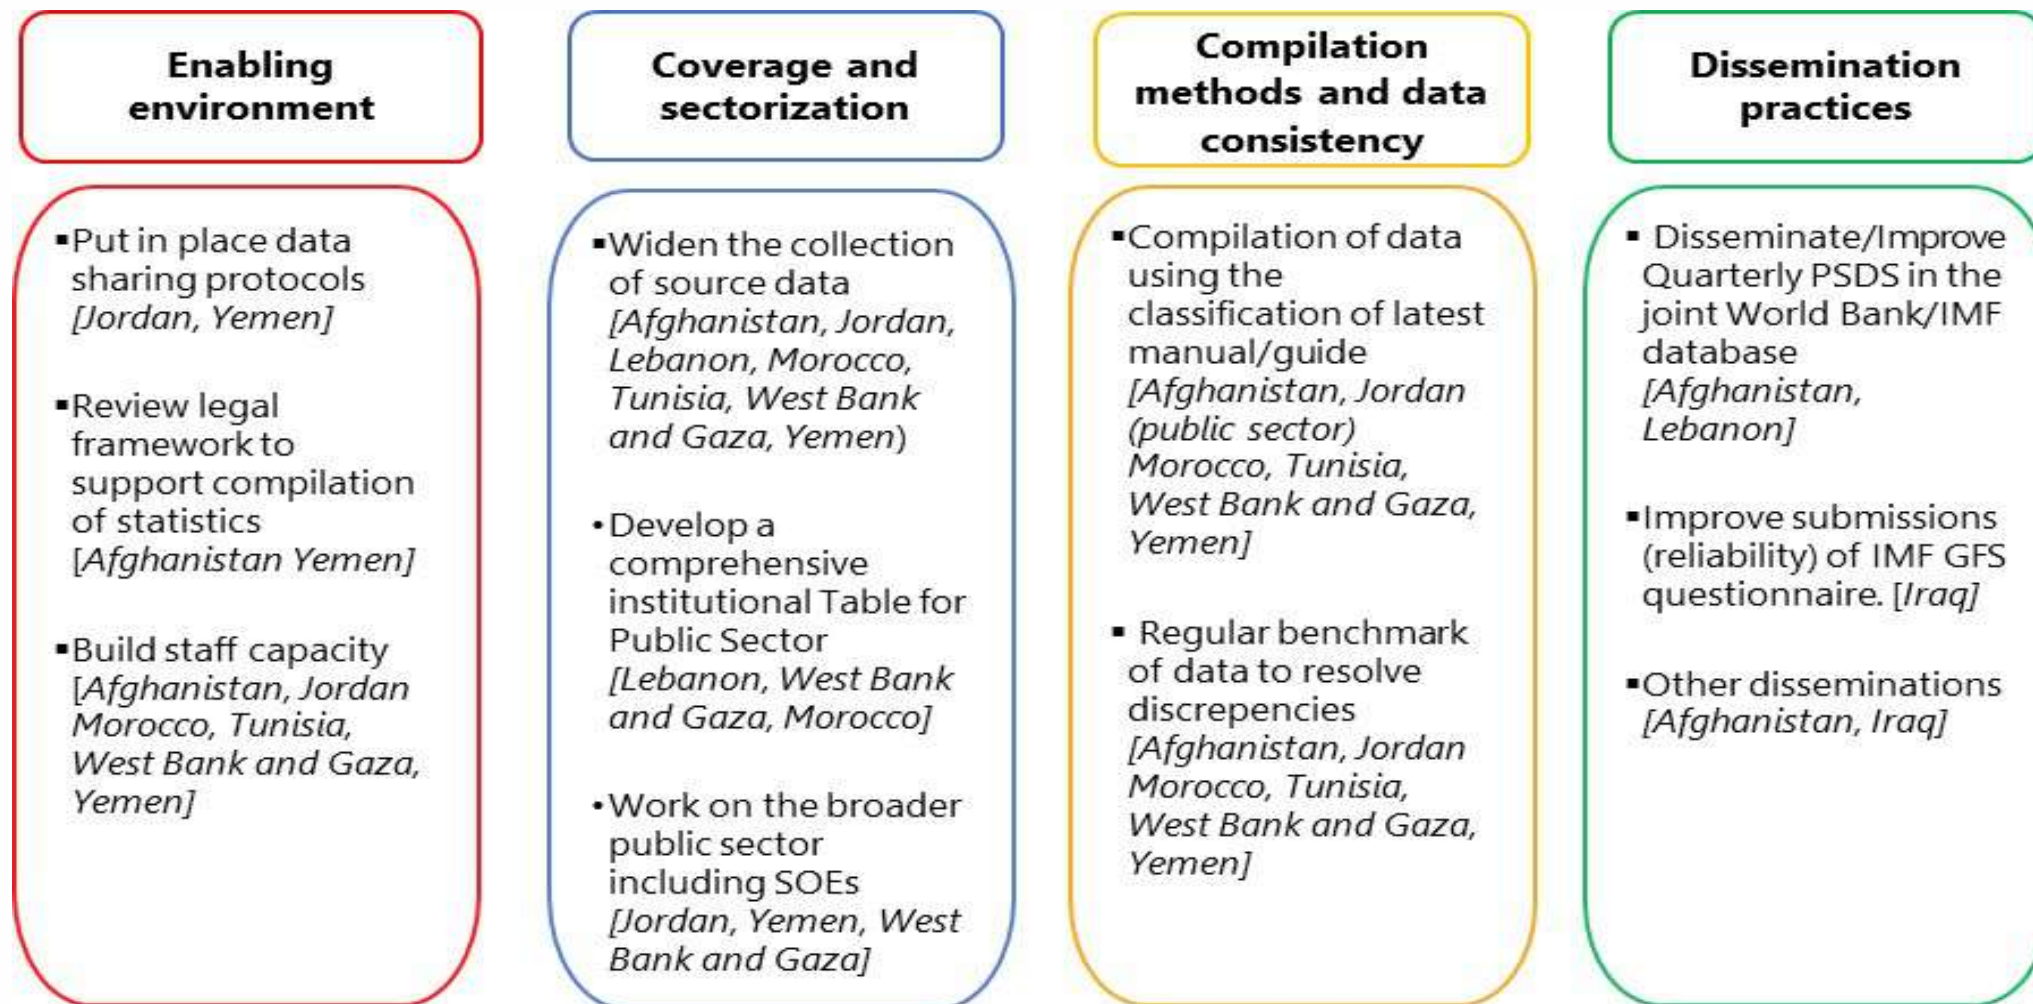 Enabling
environment
▪Put in place data
sharing protocols
[Jordan, Yemen]
▪Review legal
framework to
support compilation
of statistics
[Afghanistan Yemen]
▪Build staff capacity
[Afghanistan, Jordan
Morocco, Tunisia,
West Bank and Gaza,
Yemen]
Coverage and
sectorization
▪Widen the collection
of source data
[Afghanistan, Jordan,
Lebanon, Morocco,
Tunisia, West Bank
and Gaza, Yemen)
•Develop a
comprehensive
institutional Table for
Public Sector
[Lebanon, West Bank
and Gaza, Morocco]
•Work on the broader
public sector
including SOEs
[Jordan, Yemen, West
Bank and Gaza]
Compilation
methods and data
consistency
▪Compilation of data
using the
classification of latest
manual/guide
[Afghanistan, Jordan
(public sector)
Morocco, Tunisia,
West Bank and Gaza,
Yemen]
▪ Regular benchmark
of data to resolve
discrepencies
[Afghanistan, Jordan
Morocco, Tunisia,
West Bank and Gaza,
Yemen]
Dissemination
practices
▪ Disseminate/Improve
Quarterly PSDS in the
joint World Bank/IMF
database
[Afghanistan,
Lebanon]
▪Improve submissions
(reliability) of IMF GFS
questionnaire. [Iraq]
▪Other disseminations
[Afghanistan, Iraq]